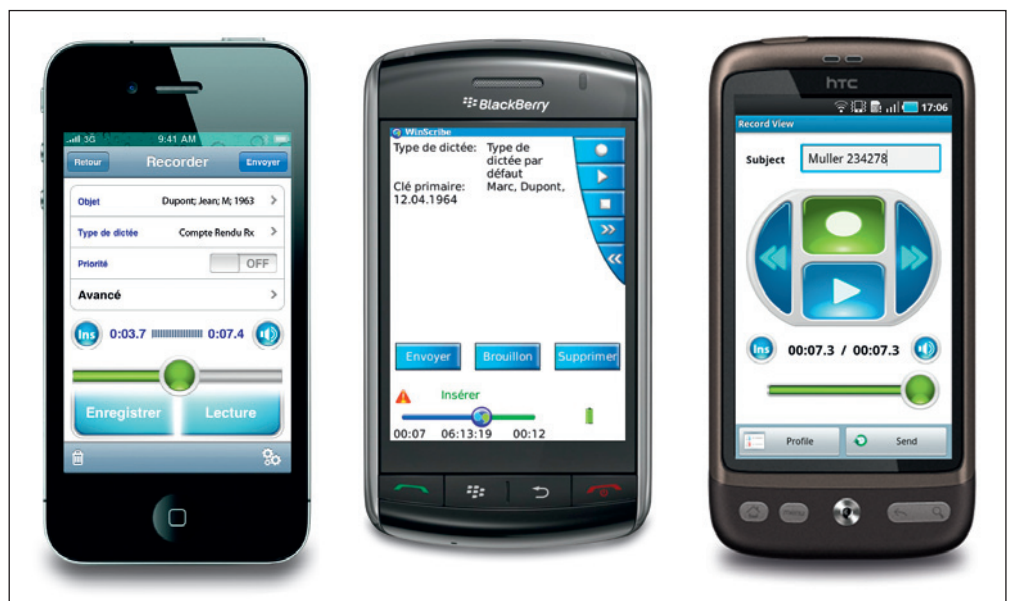 3G 9:41 AM
Retour Recorder Envoyer
Objet Dupont; Jean; M; 1963
Type de dictée Compte Rendu Rx
Priorité OFF
Avancé
Ins 0:03.7 0:07.4
Enregistrer Lecture
BlackBerry
WinScribe
Type de dictée: Type de
dictée par
défaut
Clé primaire: Marc, Dupont,
12.04.1964
Envoyer Brouillon Supprimer
Insérer
00:07 06:13:19 00:12
hTC
17:06
Record View
Subject Muller 234278
Ins 00:07.3 / 00:07.3
Profile Send
menu